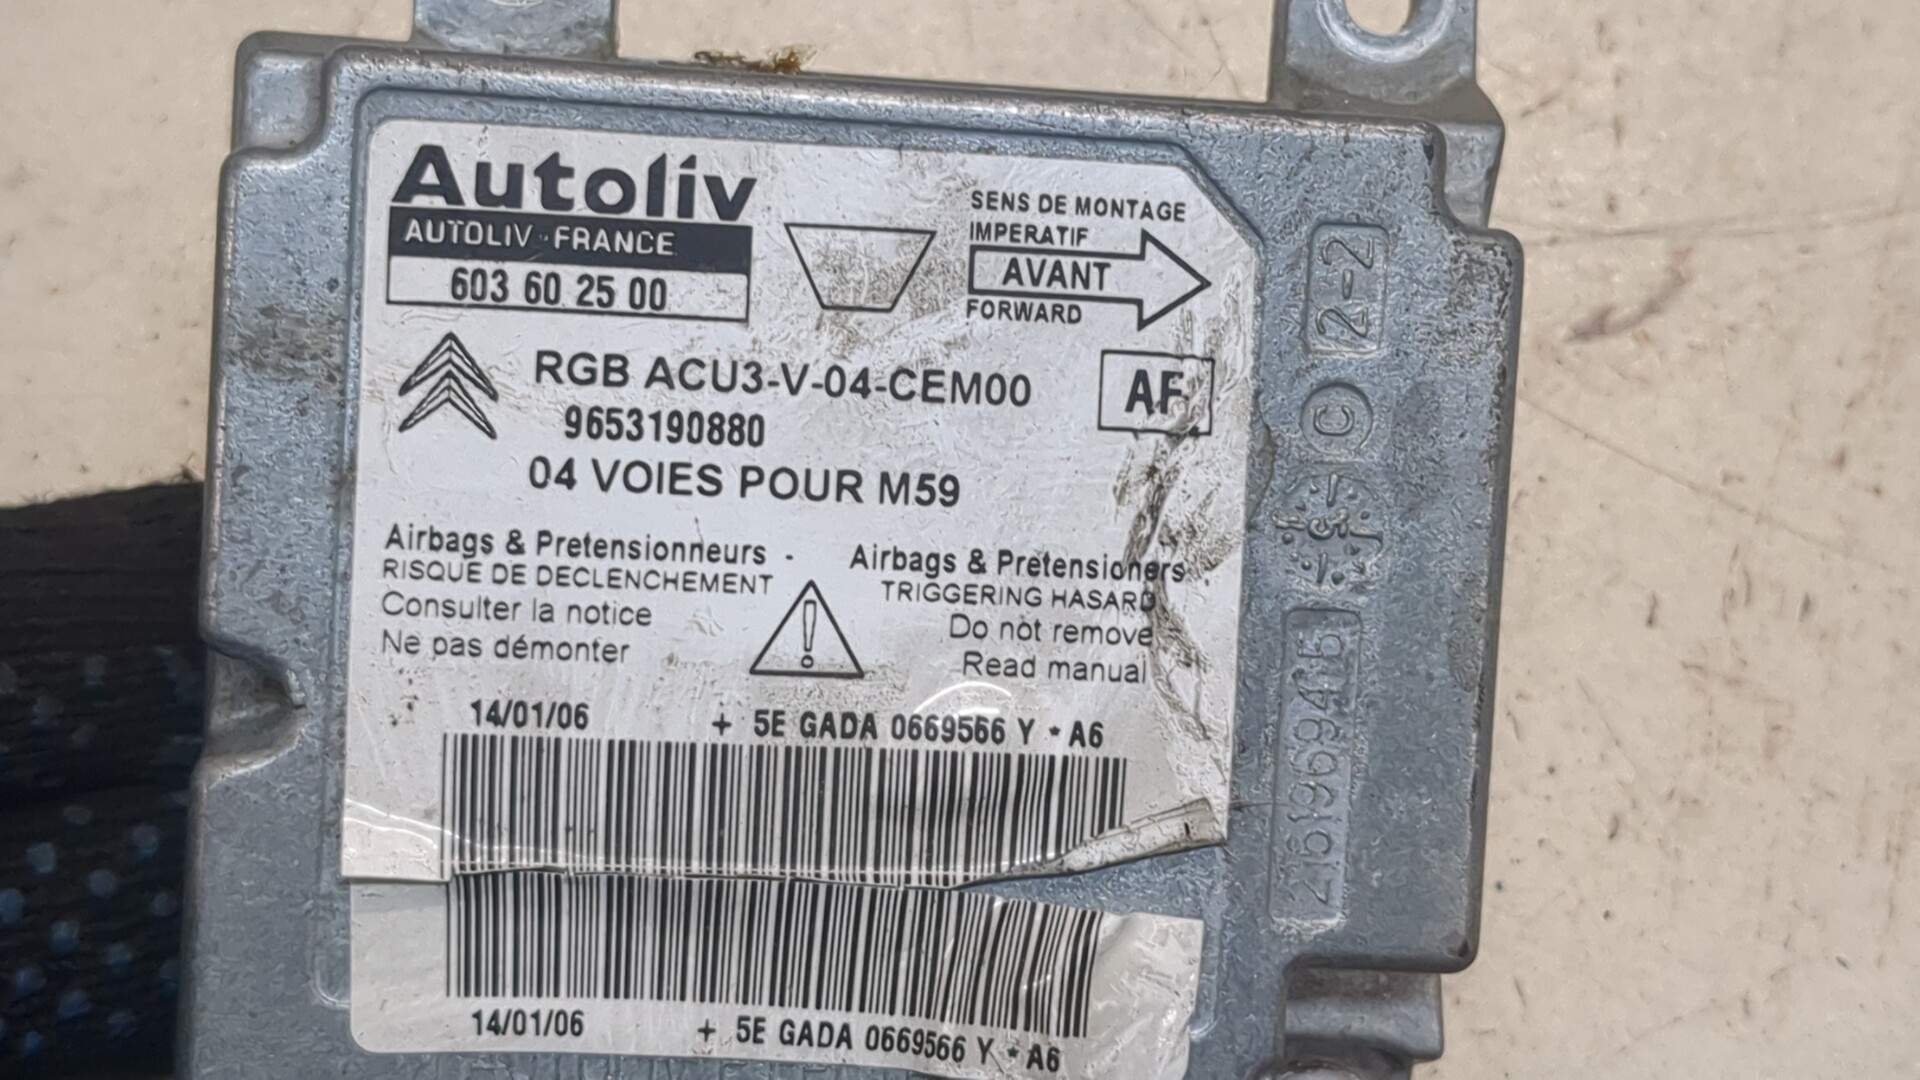 Autoliv
AUTOLIV - FRANCE
603 60 25 00
SENS DE MONTAGE
IMPERATIF
AVANT
FORWARD
RGB ACU3-V-04-CEM00
AF
9653190880
04 VOIES POUR M59
Airbags & Pretensionneurs -
RISQUE DE DECLENCHEMENT
Consulter la notice
Ne pas démonter
Airbags & Pretensioners
TRIGGERING HASARD
Do not remove
Read manual
14/01/06 + 5E GADA 0669566 Y * A6
14/01/06 + 5E GADA 0669566 Y * A6
2-2
C